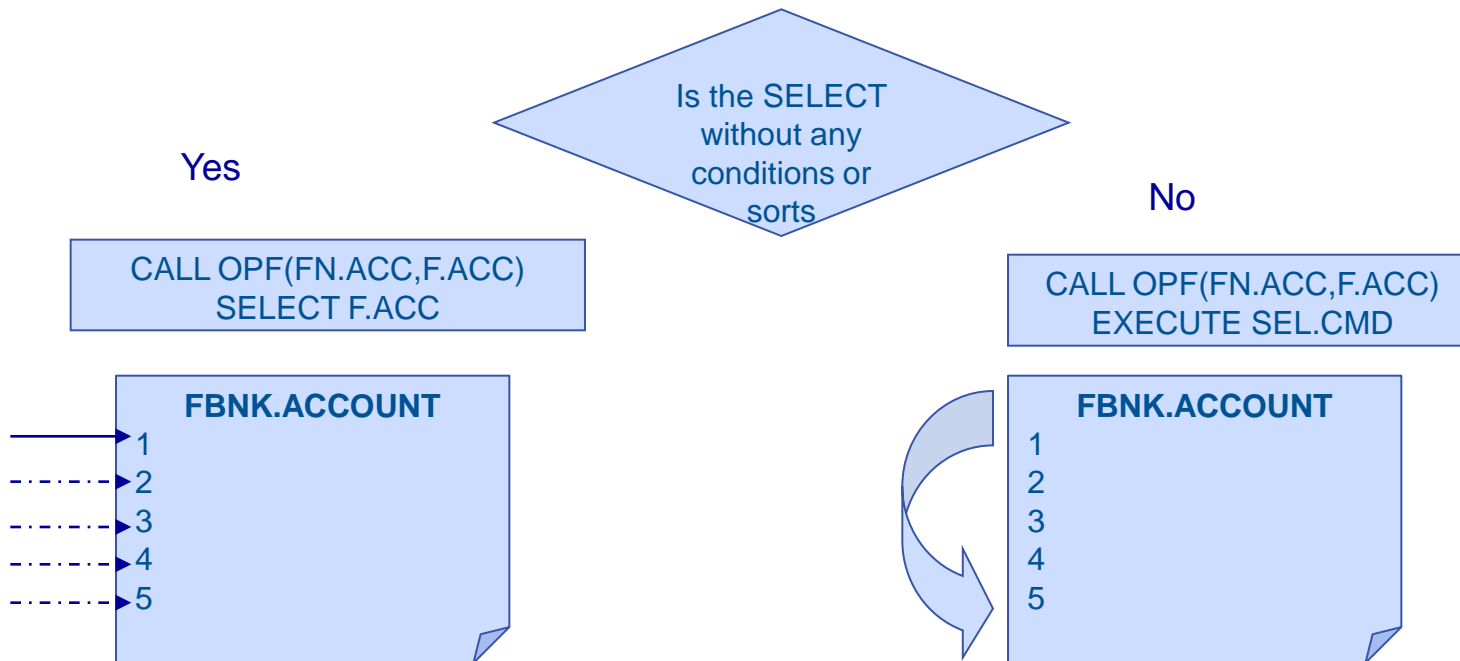 Is the SELECT
without any
conditions or
sorts
Yes
No
CALL OPF(FN.ACC,F.ACC)
SELECT F.ACC
CALL OPF(FN.ACC,F.ACC)
EXECUTE SEL.CMD
FBNK.ACCOUNT
1
2
3
4
5
FBNK.ACCOUNT
1
2
3
4
5